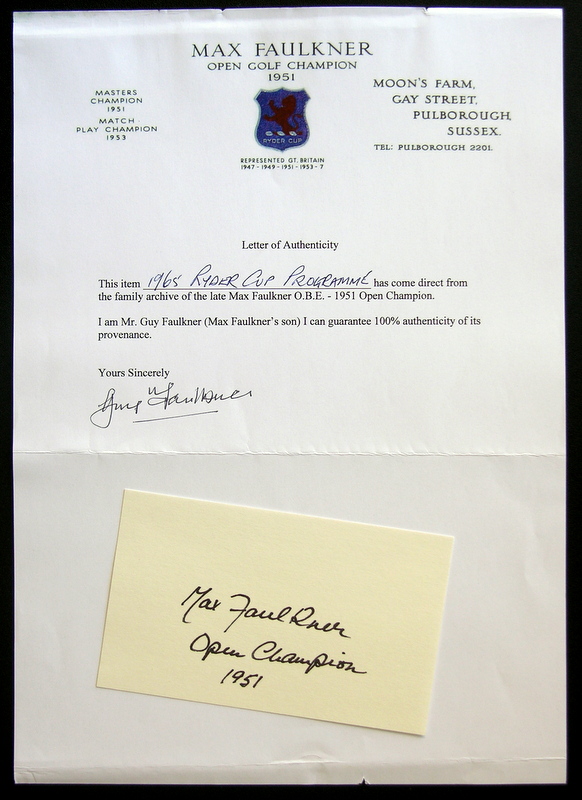 MAX FAULKNER
OPEN GOLF CHAMPION
1951
MASTERS
CHAMPION
1951
MATCH
PLAY CHAMPION
1953
RYDER CUP
REPRESENTED GT. BRITAIN
1947 - 1949 - 1951 - 1953 - 7
MOON'S FARM,
GAY STREET,
PULBOROUGH,
SUSSEX.
TEL: PULBOROUGH 2201.
Letter of Authenticity
This item 1965 RYDER CUP PROGRAMME has come direct from
the family archive of the late Max Faulkner O.B.E. - 1951 Open Champion.
I am Mr. Guy Faulkner (Max Faulkner's son) I can guarantee 100% authenticity of its
provenance.
Yours Sincerely
Guy Faulkner
Max Faulkner
Open Champion
1951